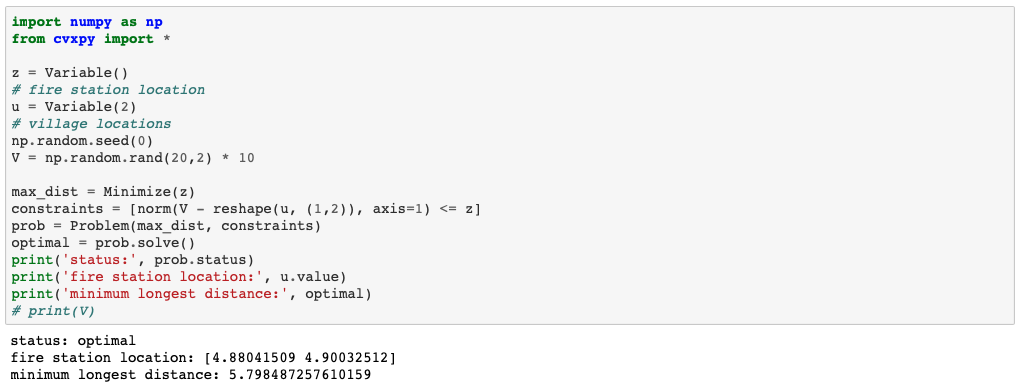 import numpy as np
from cvxpy import *
z = Variable()
# fire station location
u = Variable(2)
# village locations
np.random.seed(0)
V = np.random.rand(20,2) * 10
max_dist = Minimize(z)
constraints = [norm(V - reshape(u, (1,2)), axis=1) <= z]
prob = Problem(max_dist, constraints)
optimal = prob.solve()
print('status:', prob.status)
print('fire station location:', u.value)
print('minimum longest distance:', optimal)
# print(V)
status: optimal
fire station location: [4.88041509 4.90032512]
minimum longest distance: 5.798487257610159